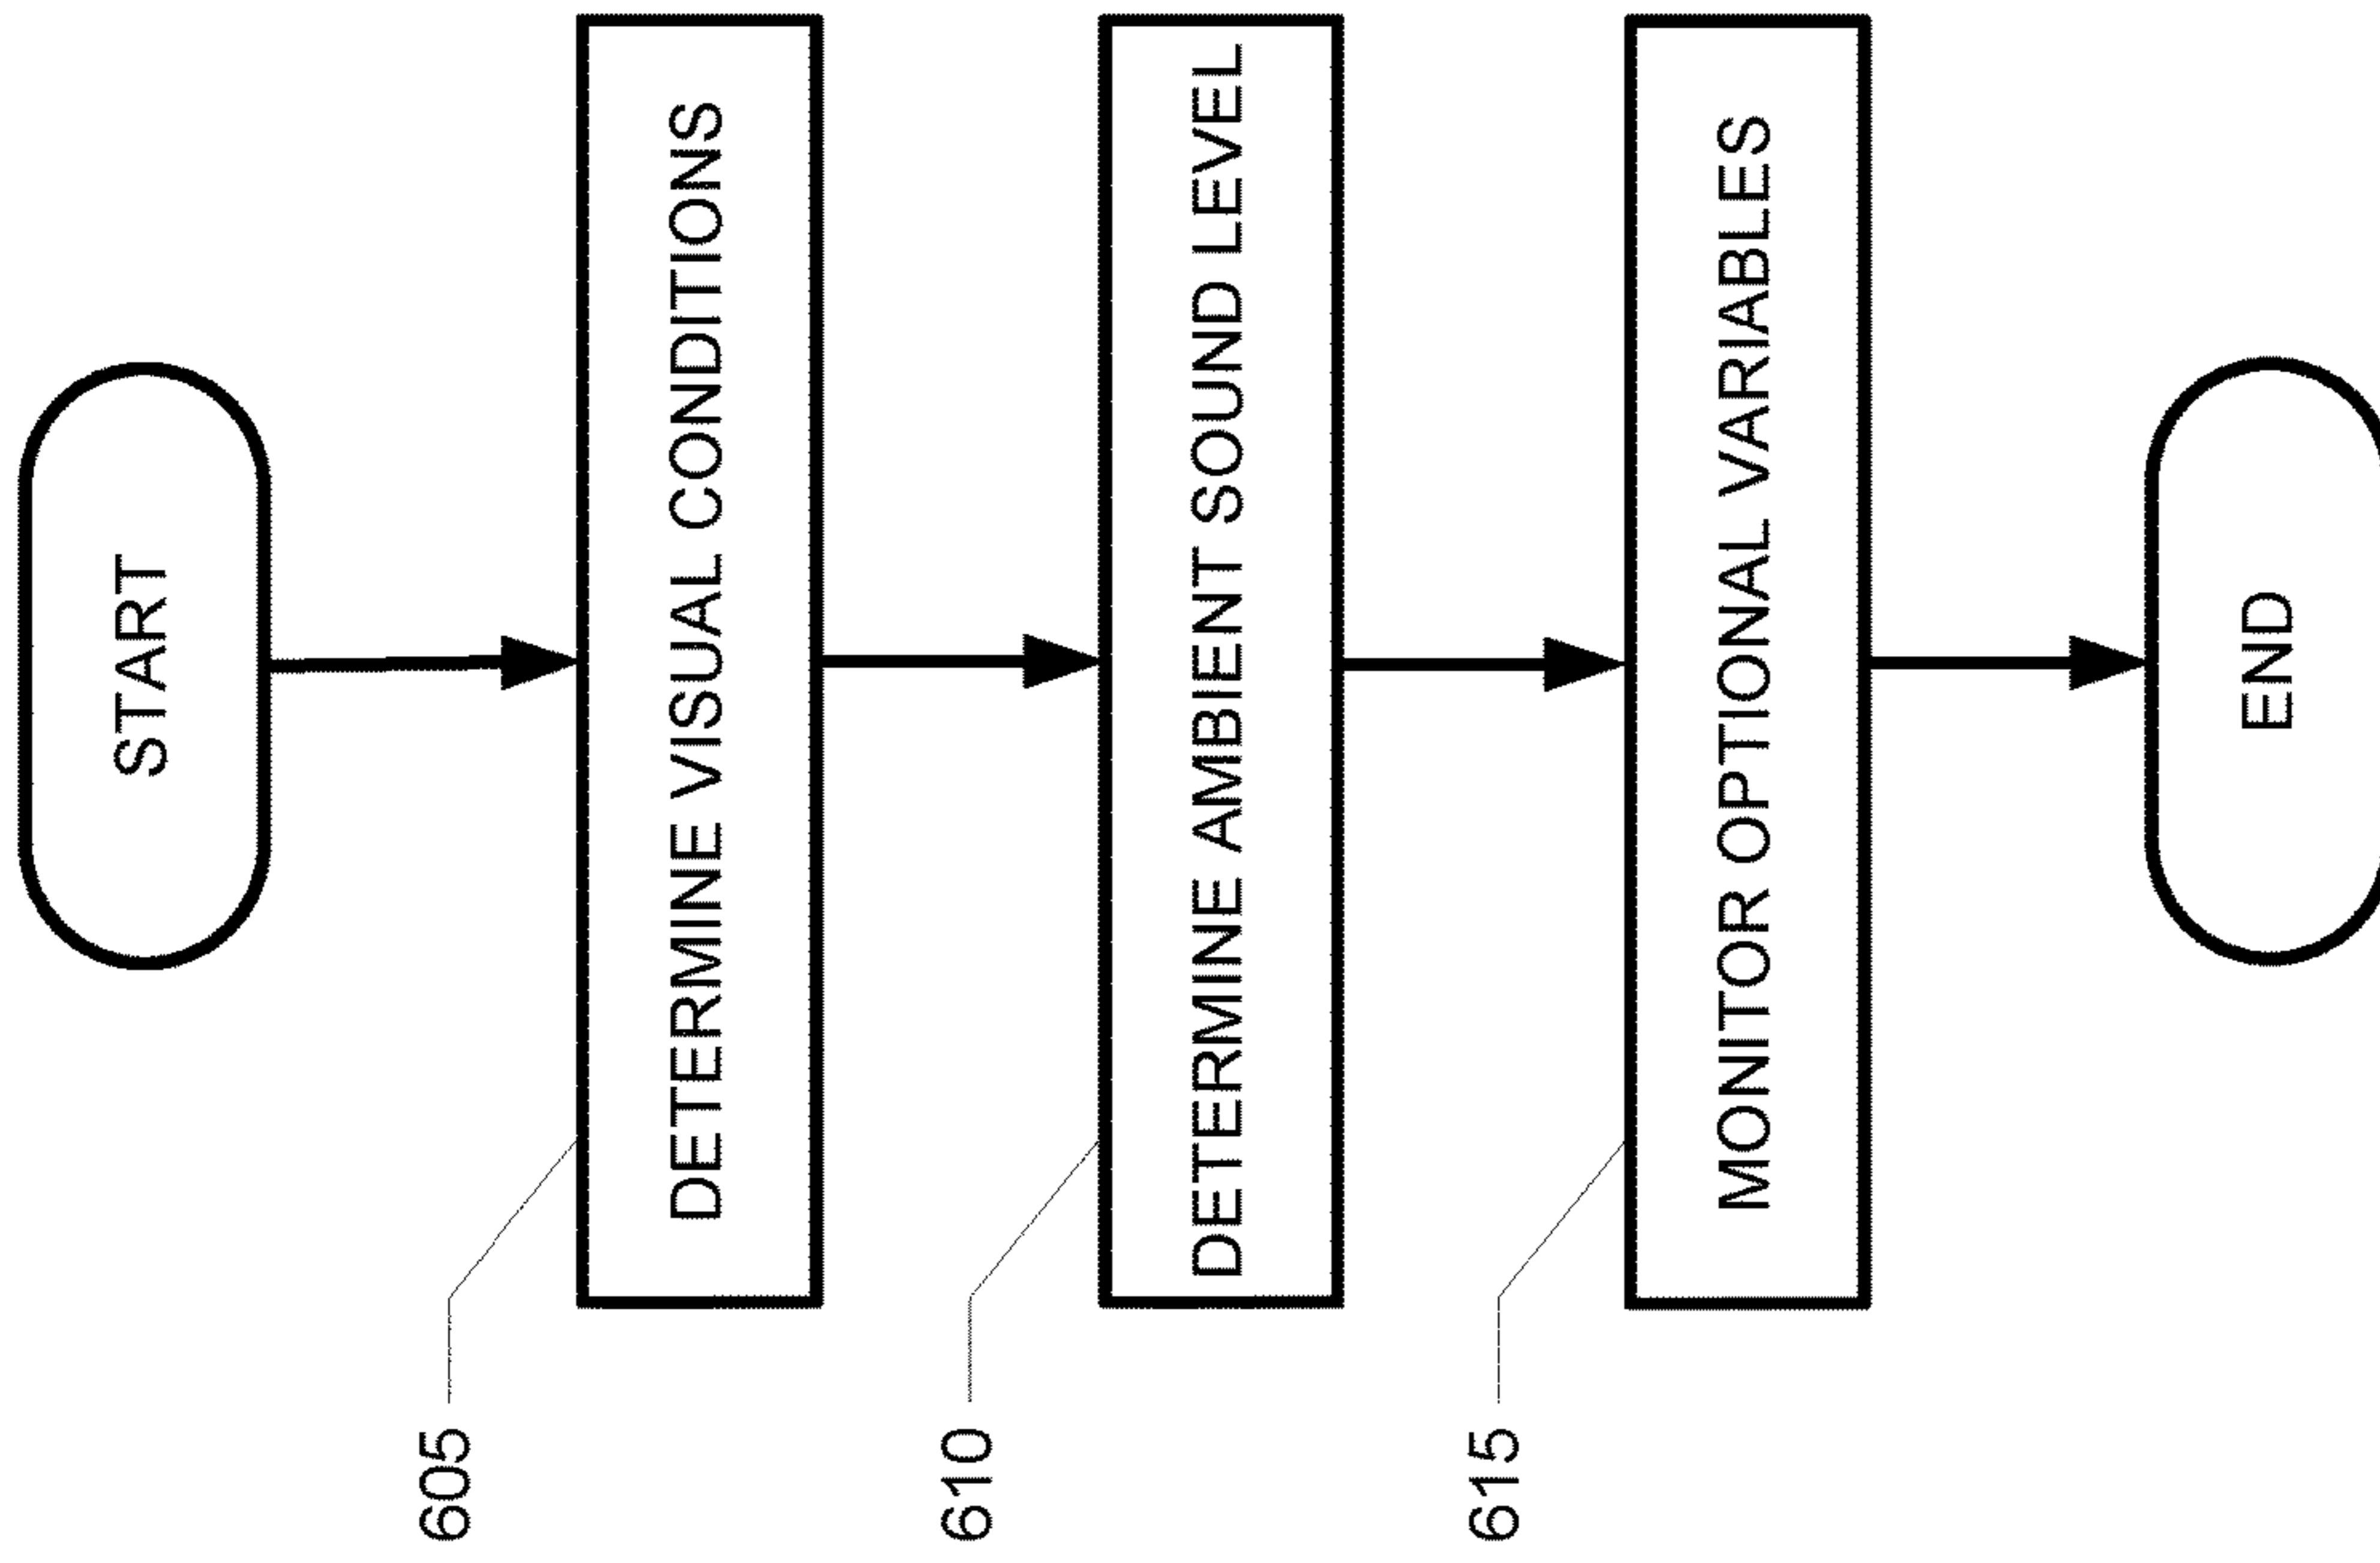 START
605
DETERMINE VISUAL CONDITIONS
610
DETERMINE AMBIENT SOUND LEVEL
615
MONITOR OPTIONAL VARIABLES
END